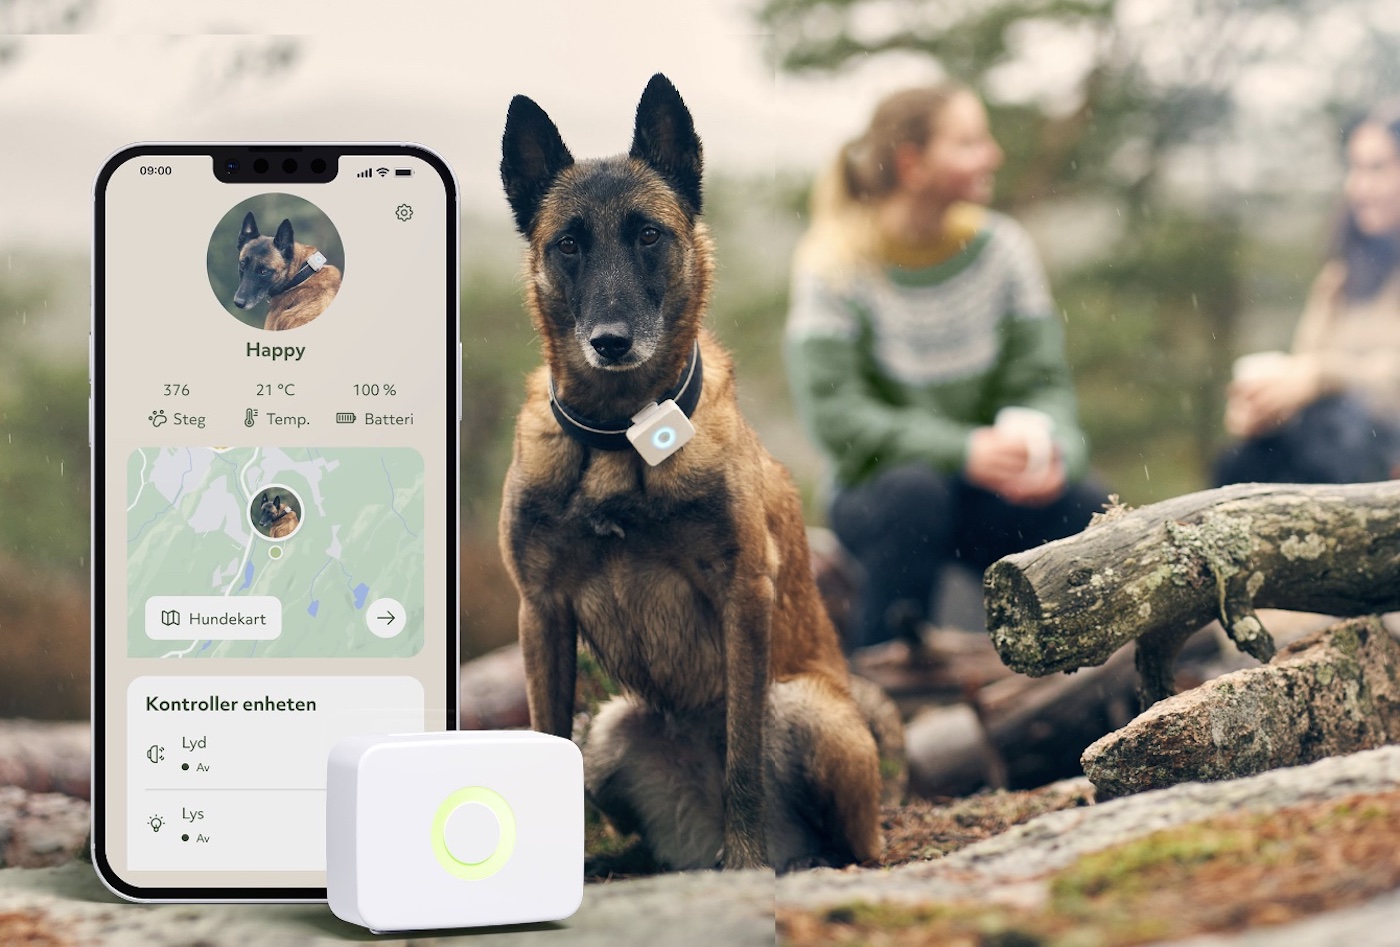 09:00
Happy
376 21 °C 100 %
Steg Temp. Batteri
Hundekart
Kontroller enheten
Lyd
Av
Lys
Av